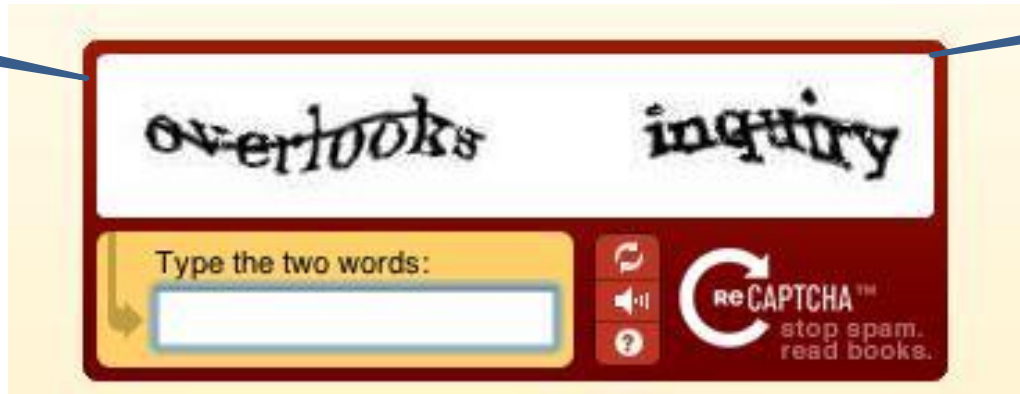 overlooks inquiry
Type the two words:
?
ReCAPTCHA™
stop spam.
read books.